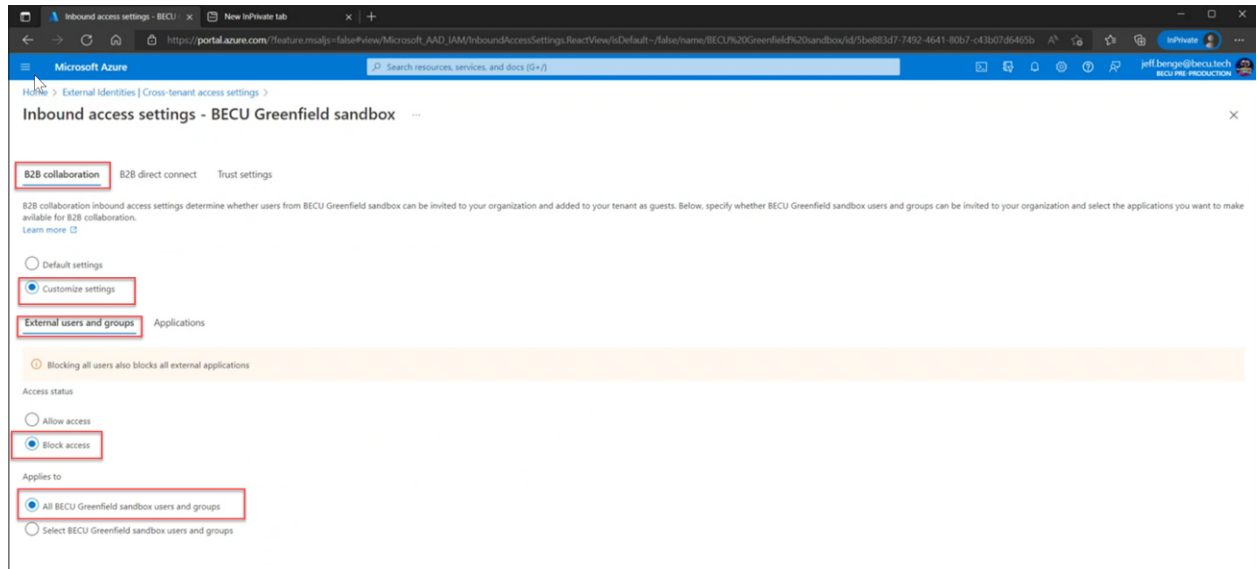 Inbound access settings - BECU
New InPrivate tab
https://portal.azure.com/?feature.msaljs=false#view/Microsoft_AAD_IAM/InboundAccessSettings.ReactView/isDefault~/false/name/BECU%20Greenfield%20sandbox/id/5be883d7-7492-4641-80b7-c43b07d6465b
InPrivate
Microsoft Azure
Search resources, services, and docs (G+/)
jeff.benge@becu.tech
BECU PRE-PRODUCTION
Home > External Identities | Cross-tenant access settings >
Inbound access settings - BECU Greenfield sandbox ...
B2B collaboration B2B direct connect Trust settings
B2B collaboration inbound access settings determine whether users from BECU Greenfield sandbox can be invited to your organization and added to your tenant as guests. Below, specify whether BECU Greenfield sandbox users and groups can be invited to your organization and select the applications you want to make
avilable for B2B collaboration.
Learn more
Default settings
Customize settings
External users and groups Applications
Blocking all users also blocks all external applications
Access status
Allow access
Block access
Applies to
All BECU Greenfield sandbox users and groups
Select BECU Greenfield sandbox users and groups